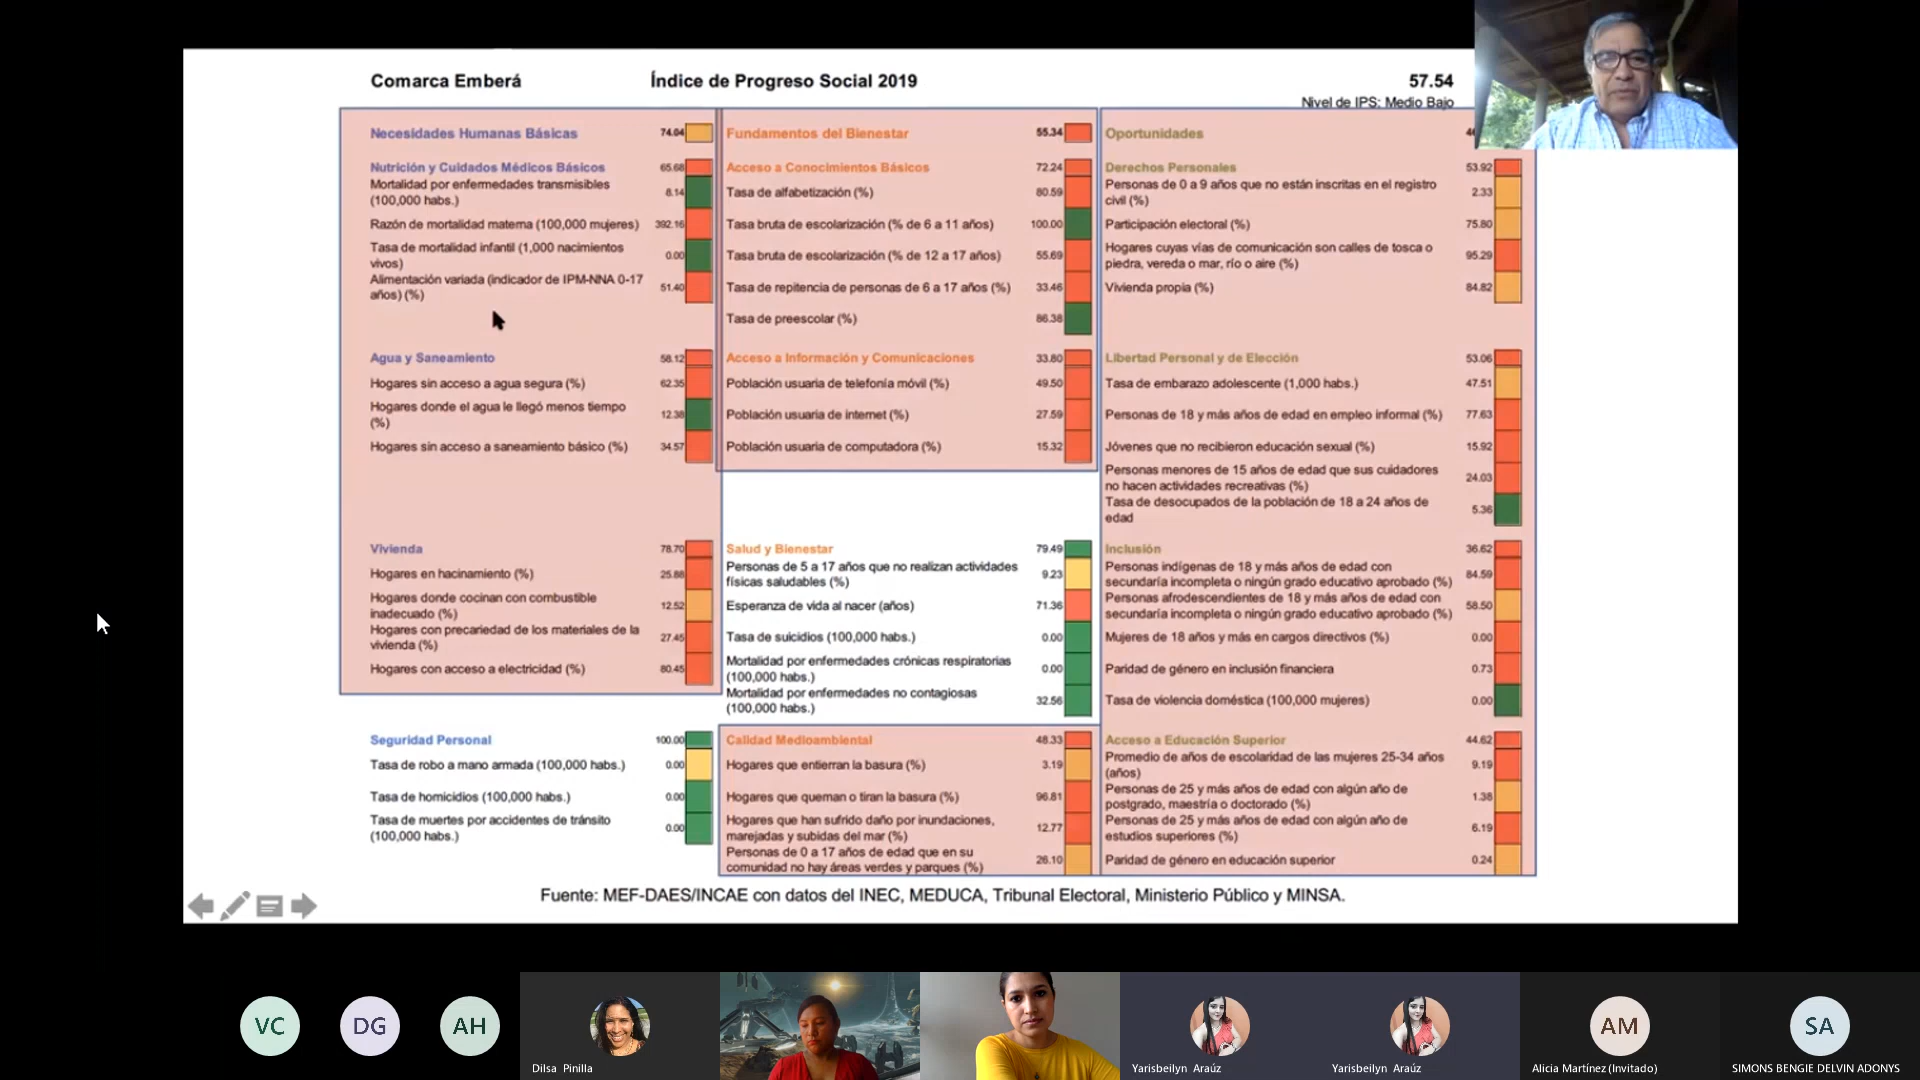 Comarca Emberá
Índice de Progreso Social 2019
57.54
Nivel de IPS: Medio Bajo
Necesidades Humanas Básicas 74.04
Nutrición y Cuidados Médicos Básicos 65.68
Mortalidad por enfermedades transmisibles
(100,000 habs.) 8.14
Razón de mortalidad materna (100,000 mujeres) 392.16
Tasa de mortalidad infantil (1,000 nacimientos
vivos) 0.00
Alimentación variada (indicador de IPM-NNA 0-17
años) (%) 51.40
Agua y Saneamiento 58.12
Hogares sin acceso a agua segura (%) 62.35
Hogares donde el agua le llegó menos tiempo
(%) 12.38
Hogares sin acceso a saneamiento básico (%) 34.57
Vivienda 78.70
Hogares en hacinamiento (%) 25.88
Hogares donde cocinan con combustible
inadecuado (%) 12.52
Hogares con precariedad de los materiales de la
vivienda (%) 27.45
Hogares con acceso a electricidad (%) 80.45
Seguridad Personal 100.00
Tasa de robo a mano armada (100,000 habs.) 0.00
Tasa de homicidios (100,000 habs.) 0.00
Tasa de muertes por accidentes de tránsito
(100,000 habs.) 0.00
Fundamentos del Bienestar 55.34
Acceso a Conocimientos Básicos 72.24
Tasa de alfabetización (%) 80.59
Tasa bruta de escolarización (% de 6 a 11 años) 100.00
Tasa bruta de escolarización (% de 12 a 17 años) 55.69
Tasa de repitencia de personas de 6 a 17 años (%) 33.46
Tasa de preescolar (%) 86.38
Acceso a Información y Comunicaciones 33.80
Población usuaria de telefonía móvil (%) 49.50
Población usuaria de internet (%) 27.59
Población usuaria de computadora (%) 15.32
Salud y Bienestar 79.49
Personas de 5 a 17 años que no realizan actividades
físicas saludables (%) 9.23
Esperanza de vida al nacer (años) 71.36
Tasa de suicidios (100,000 habs.) 0.00
Mortalidad por enfermedades crónicas respiratorias
(100,000 habs.) 0.00
Mortalidad por enfermedades no contagiosas
(100,000 habs.) 32.56
Calidad Medioambiental 48.33
Hogares que entierran la basura (%) 3.19
Hogares que queman o tiran la basura (%) 96.81
Hogares que han sufrido daño por inundaciones,
marejadas y subidas del mar (%) 12.77
Personas de 0 a 17 años de edad que en su
comunidad no hay áreas verdes y parques (%) 26.10
Oportunidades
Derechos Personales 53.92
Personas de 0 a 9 años que no están inscritas en el registro
civil (%) 2.33
Participación electoral (%) 75.80
Hogares cuyas vías de comunicación son calles de tosca o
piedra, vereda o mar, río o aire (%) 95.29
Vivienda propia (%) 84.82
Libertad Personal y de Elección 53.06
Tasa de embarazo adolescente (1,000 habs.) 47.51
Personas de 18 y más años de edad en empleo informal (%) 77.63
Jóvenes que no recibieron educación sexual (%) 15.92
Personas menores de 15 años de edad que sus cuidadores
no hacen actividades recreativas (%) 24.03
Tasa de desocupados de la población de 18 a 24 años de
edad 5.36
Inclusión 36.62
Personas indígenas de 18 y más años de edad con
secundaría incompleta o ningún grado educativo aprobado (%) 84.59
Personas afrodescendientes de 18 y más años de edad con
secundaría incompleta o ningún grado educativo aprobado (%) 58.50
Mujeres de 18 años y más en cargos directivos (%) 0.00
Paridad de género en inclusión financiera 0.73
Tasa de violencia doméstica (100,000 mujeres) 0.00
Acceso a Educación Superior 44.62
Promedio de años de escolaridad de las mujeres 25-34 años
(años) 9.19
Personas de 25 y más años de edad con algún año de
postgrado, maestría o doctorado (%) 1.38
Personas de 25 y más años de edad con algún año de
estudios superiores (%) 6.19
Paridad de género en educación superior 0.24
Fuente: MEF-DAES/INCAE con datos del INEC, MEDUCA, Tribunal Electoral, Ministerio Público y MINSA.
VC
DG
AH
Dilsa Pinilla
Yarisbeilyn Araúz
Yarisbeilyn Araúz
AM
Alicia Martínez (Invitado)
SA
SIMONS BENGIE DELVIN ADONYS